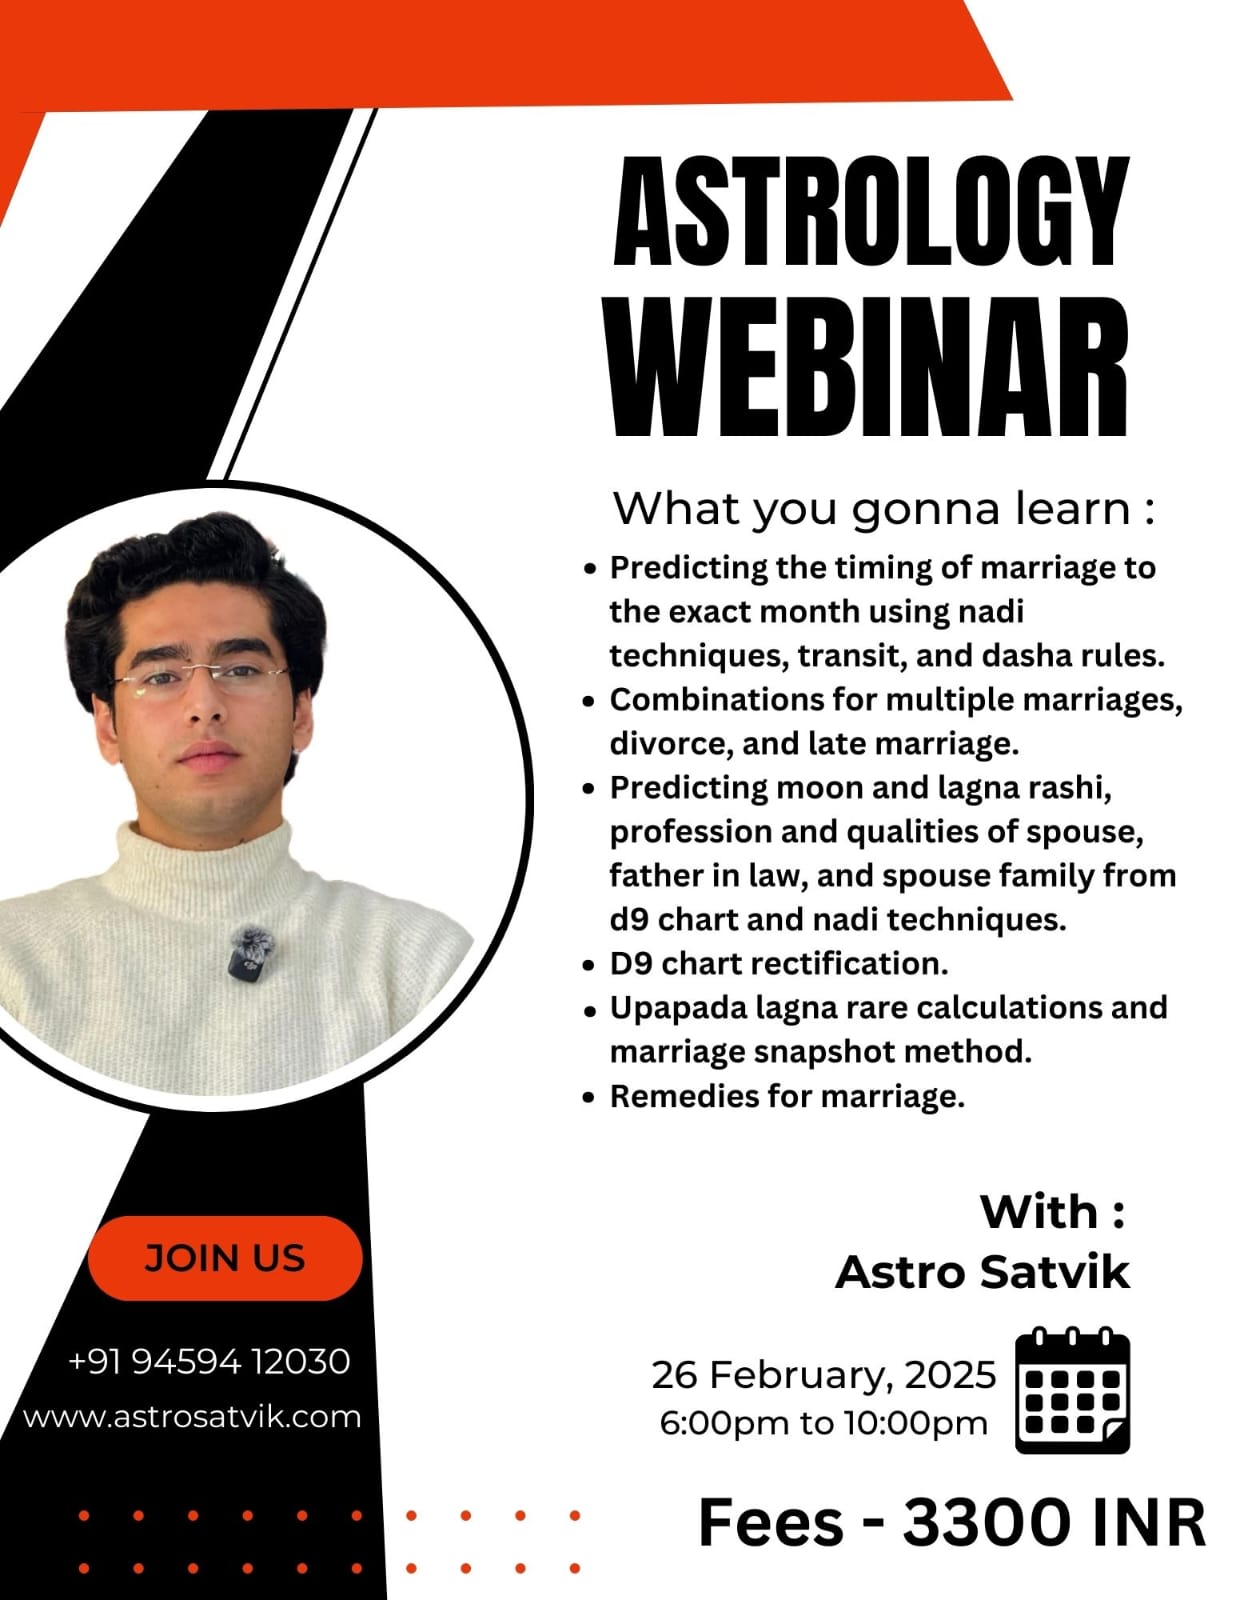 ASTROLOGY
WEBINAR
What you gonna learn :
• Predicting the timing of marriage to
the exact month using nadi
techniques, transit, and dasha rules.
• Combinations for multiple marriages,
divorce, and late marriage.
• Predicting moon and lagna rashi,
profession and qualities of spouse,
father in law, and spouse family from
d9 chart and nadi techniques.
• D9 chart rectification.
• Upapada lagna rare calculations and
marriage snapshot method.
• Remedies for marriage.
With :
Astro Satvik
26 February, 2025
6:00pm to 10:00pm
Fees - 3300 INR
JOIN US
+91 94594 12030
www.astrosatvik.com